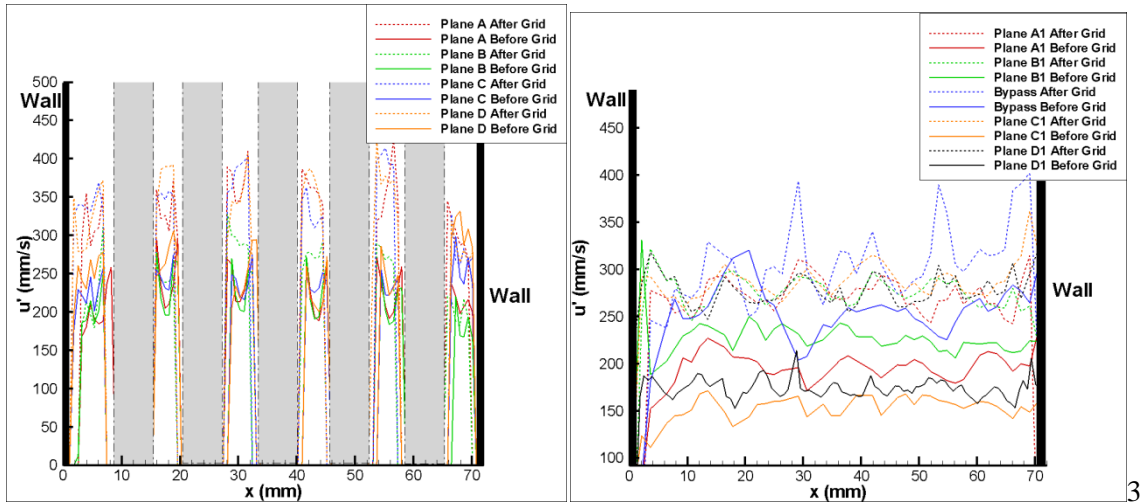 Plane A After Grid
Plane A Before Grid
Plane B After Grid
Plane B Before Grid
Plane C After Grid
Plane C Before Grid
Plane D After Grid
Plane D Before Grid
Wall
500
450
400
350
300
250
200
150
100
50
0
u' (mm/s)
0 10 20 30 40 50 60 70
x (mm)
Wall
Plane A1 After Grid
Plane A1 Before Grid
Plane B1 After Grid
Plane B1 Before Grid
Bypass After Grid
Bypass Before Grid
Plane C1 After Grid
Plane C1 Before Grid
Plane D1 After Grid
Plane D1 Before Grid
Wall
450
400
350
300
250
200
150
100
u' (mm/s)
0 10 20 30 40 50 60 70
x (mm)
Wall
3